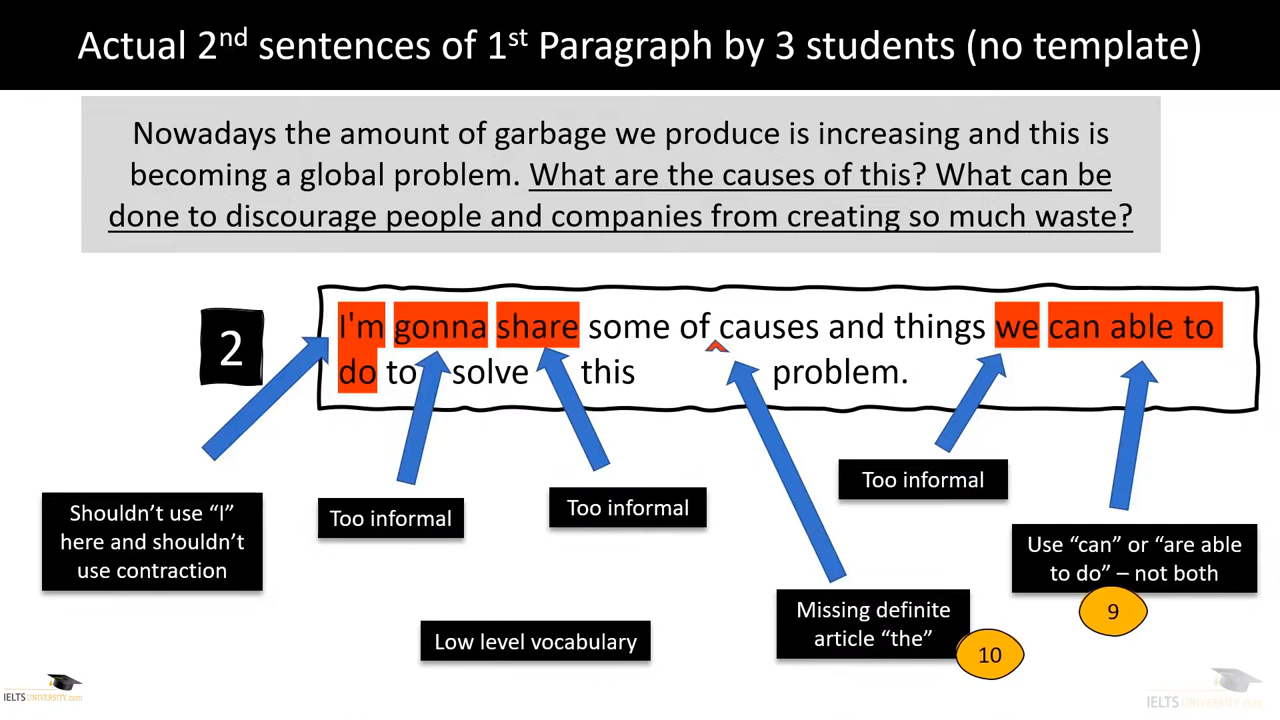 Actual 2nd sentences of 1st Paragraph by 3 students (no template)
Nowadays the amount of garbage we produce is increasing and this is
becoming a global problem. What are the causes of this? What can be
done to discourage people and companies from creating so much waste?
2
I'm gonna share some of causes and things we can able to
do to solve this problem.
Too informal
Shouldn't use "I"
here and shouldn't
use contraction
Too informal
Too informal
Use "can" or "are able
to do" – not both
9
Missing definite
article "the"
10
Low level vocabulary
IELTS UNIVERSITY.com
IELTS UNIVERSITY.com